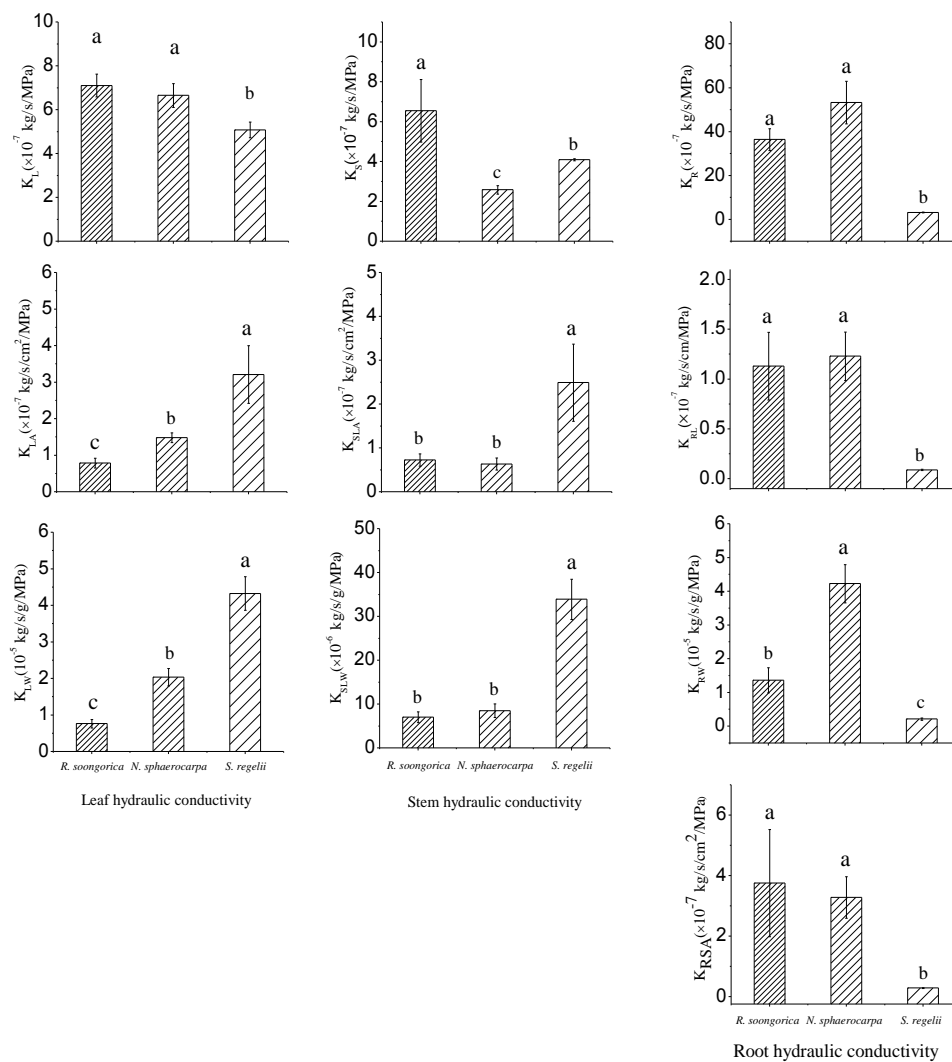 10
8
6
4
2
0
K_L(×10^-7 kg/s/MPa)
a
a
b
10
8
6
4
2
0
K_S(×10^-7 kg/s/MPa)
a
c
b
80
60
40
20
0
K_R(×10^-7 kg/s/MPa)
a
a
b
6
5
4
3
2
1
0
K_LA(×10^-7 kg/s/cm^2/MPa)
c
b
a
5
4
3
2
1
0
K_SLA(×10^-7 kg/s/cm^2/MPa)
b
b
a
2.0
1.5
1.0
0.5
0.0
K_RL(×10^-7 kg/s/cm/MPa)
a
a
b
6
5
4
3
2
1
0
K_LW(10^-5 kg/s/g/MPa)
c
b
a
R. soongorica N. sphaerocarpa S. regelii
Leaf hydraulic conductivity
50
40
30
20
10
0
K_SLW(×10^-6 kg/s/g/MPa)
b
b
a
R. soongorica N. sphaerocarpa S. regelii
Stem hydraulic conductivity
6
5
4
3
2
1
0
K_RW(10^-5 kg/s/g/MPa)
b
a
c
6
4
2
0
K_RSA(×10^-7 kg/s/cm^2/MPa)
a
a
b
R. soongorica N. sphaerocarpa S. regelii
Root hydraulic conductivity